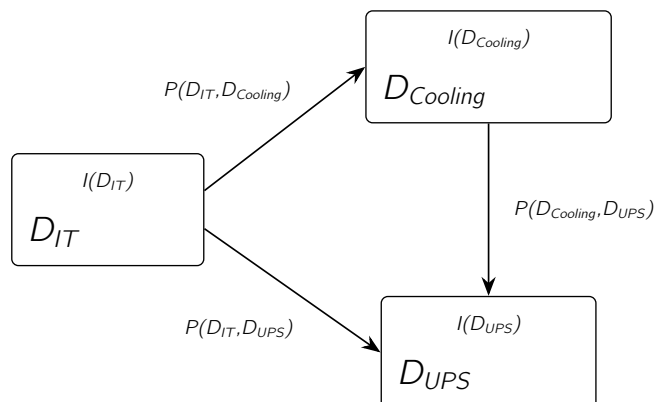 I(D_Cooling)
D_Cooling
P(D_IT,D_Cooling)
I(D_IT)
D_IT
P(D_Cooling,D_UPS)
P(D_IT,D_UPS)
I(D_UPS)
D_UPS